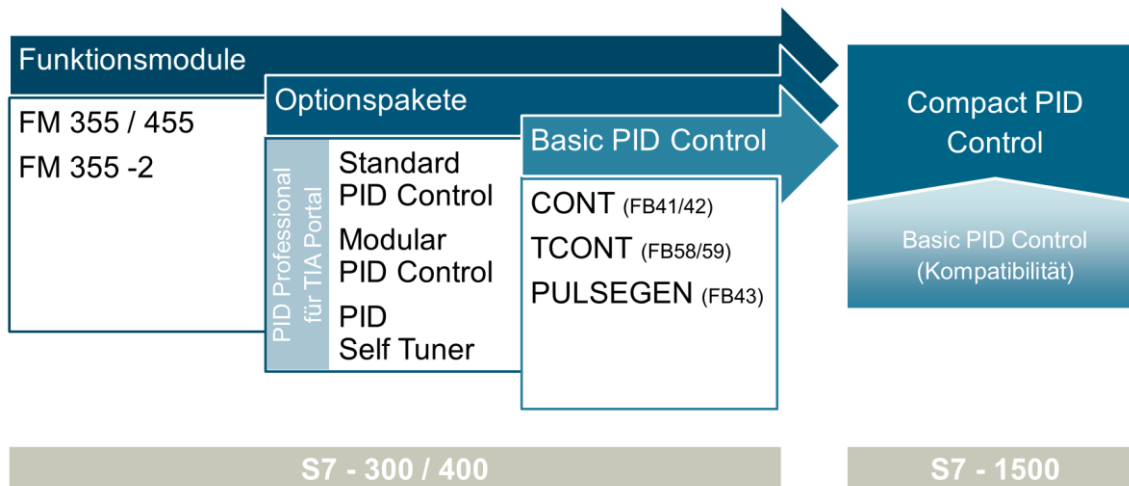 Funktionsmodule
FM 355 / 455
FM 355 -2
Optionspakete
PID Professional
für TIA Portal
Standard
PID Control
Modular
PID Control
PID
Self Tuner
Basic PID Control
CONT (FB41/42)
TCONT (FB58/59)
PULSEGEN (FB43)
Compact PID
Control
Basic PID Control
(Kompatibilität)
S7 - 300 / 400
S7 - 1500